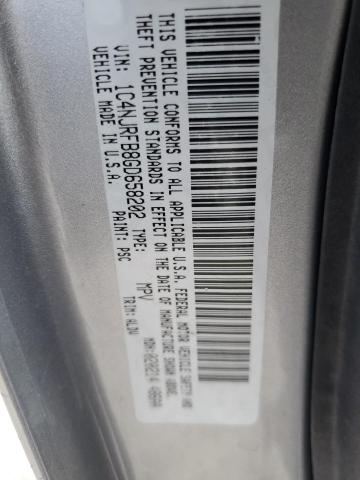 THIS VEHICLE CONFORMS TO ALL APPLICABLE U.S.A. FEDERAL MOTOR VEHICLE SAFETY AND
THEFT PREVENTION STANDARDS IN EFFECT ON THE DATE OF MANUFACTURE SHOWN ABOVE.
VIN: 1C4NJRFB8GD658202 TYPE: MPV
VEHICLE MADE IN U.S.A. PAINT: PSC TRIM: ALDV